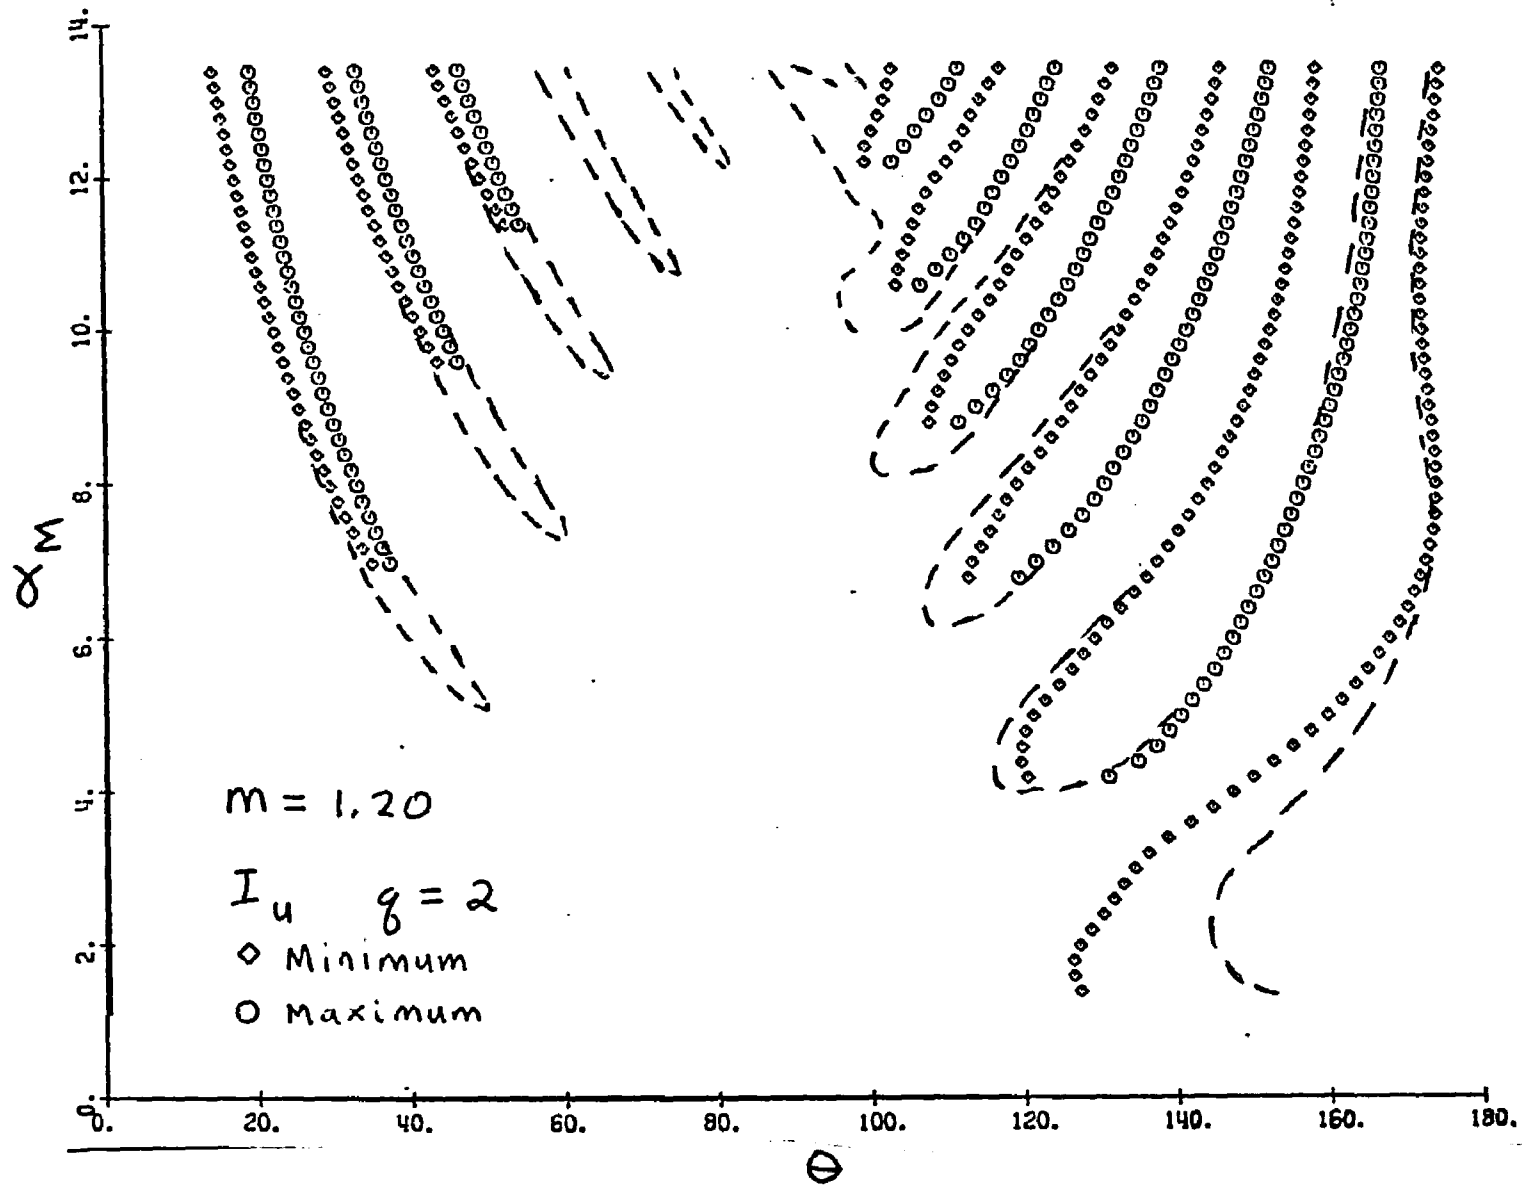 14.
12.
10.
8.
6.
4.
2.
0.
αM
m = 1.20
Iu q = 2
◇ Minimum
○ Maximum
0. 20. 40. 60. 80. 100. 120. 140. 160. 180.
θ